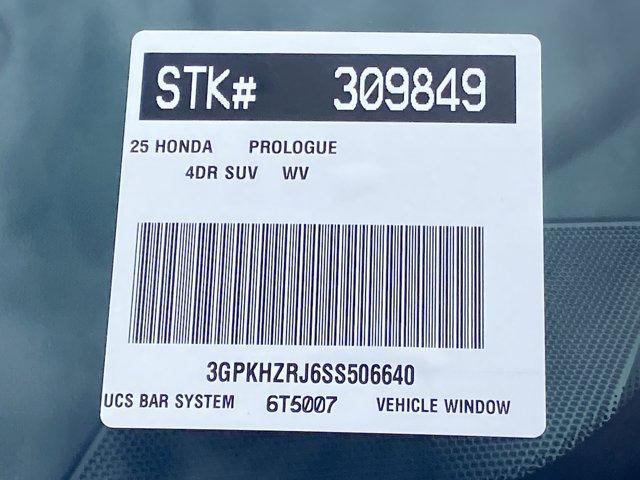 STK# 309849
25 HONDA PROLOGUE
4DR SUV WV
3GPKHZRJ6SS506640
UCS BAR SYSTEM 6T5007 VEHICLE WINDOW